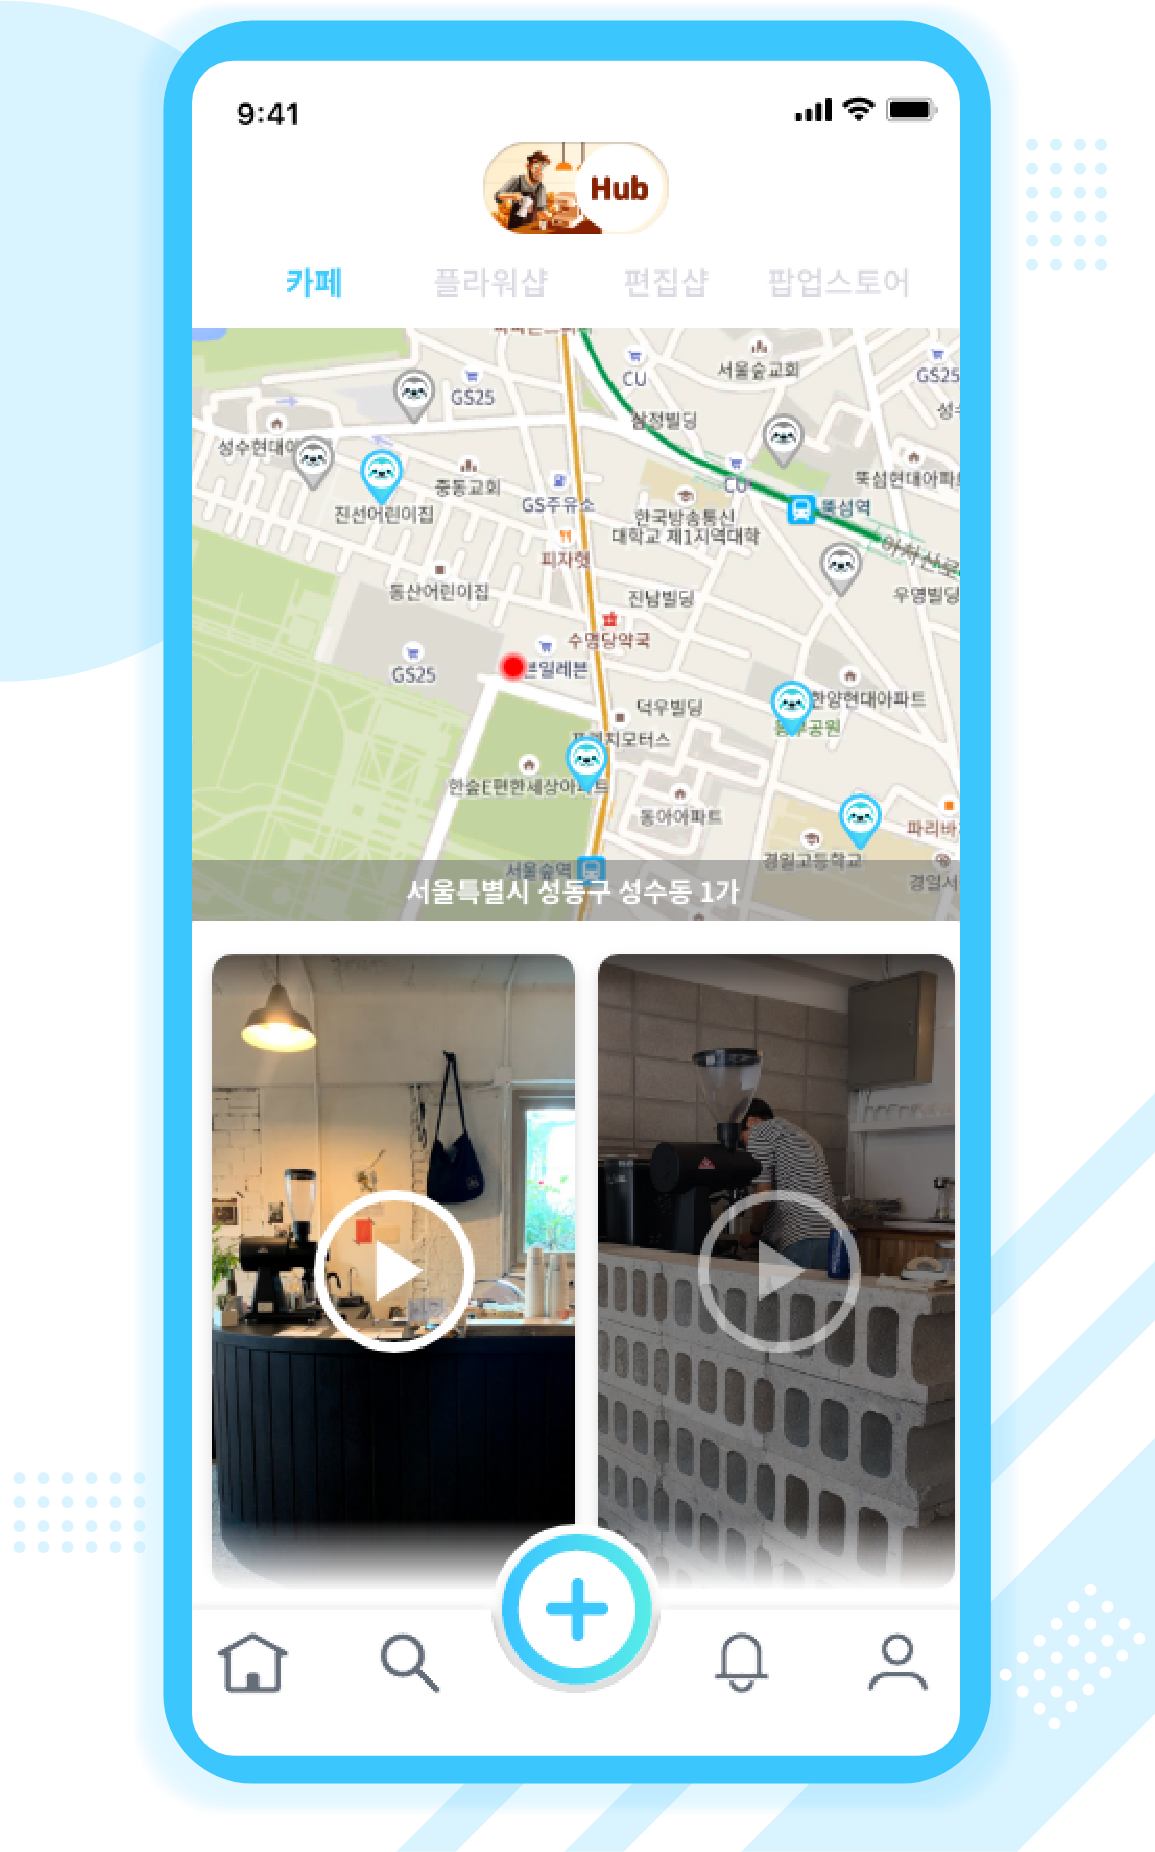 9:41
Hub
카페 플라워샵 편집샵 팝업스토어
CU
서울숲교회
GS25
GS25
삼정빌딩
성수현대아
중동교회
CU
뚝섬현대아파트
진선어린이집
GS주유소
한국방송통신
대학교 제1지역대학
뚝섬역
피자헛
아차산로
동산어린이집
진남빌딩
우영빌딩
수명당약국
GS25
븐일레븐
덕우빌딩
한양현대아파트
공원
지모터스
한숲E편한세상아파트
동아아파트
파리바
경일고등학교
서울숲역
경일서
서울특별시 성동구 성수동 1가